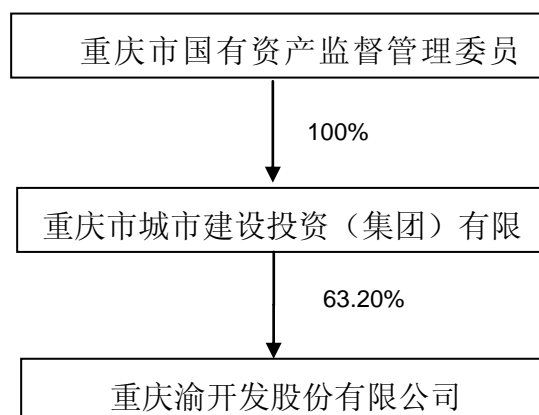 重庆市国有资产监督管理委员
100%
重庆市城市建设投资（集团）有限
63.20%
重庆渝开发股份有限公司